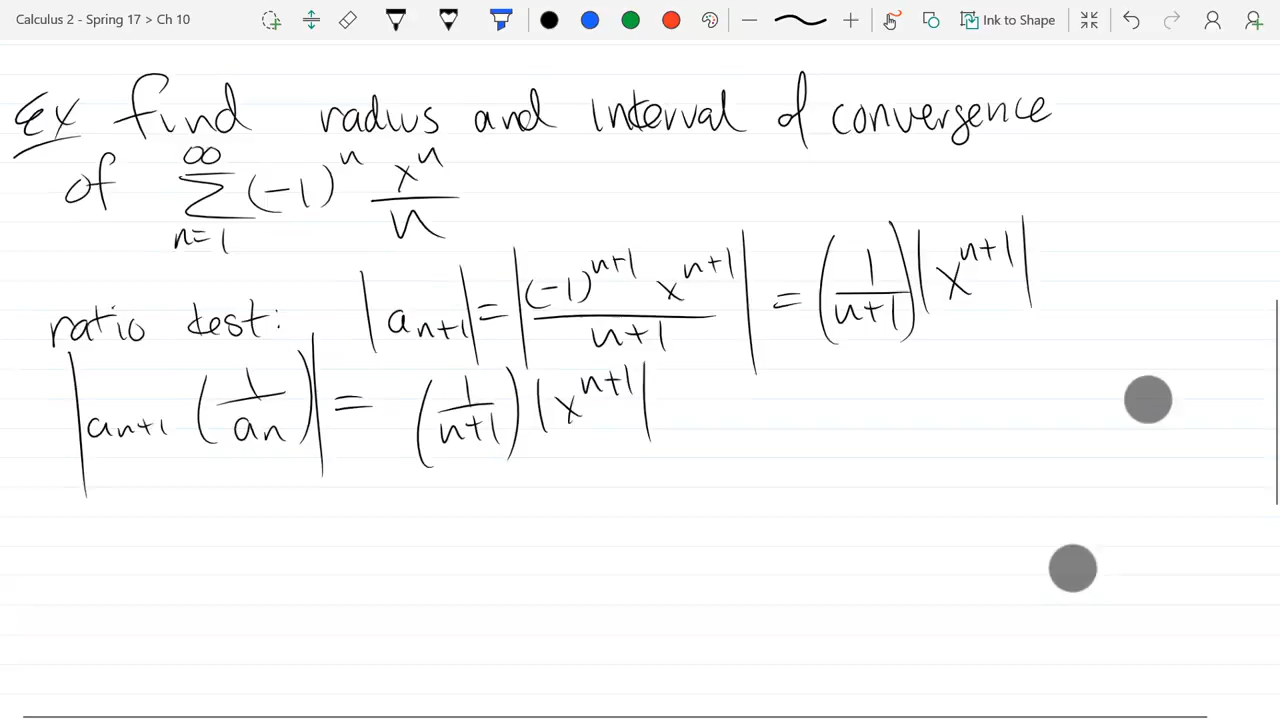 Calculus 2 - Spring 17 > Ch 10
Ink to Shape
Ex find radius and interval of convergence
of ∑_{n=1}^{∞} (-1)^n x^n/n
ratio test: |a_{n+1}| = |(-1)^{n+1} x^{n+1}/(n+1)| = (1/(n+1)) |x^{n+1}|
|a_{n+1} (1/a_n)| = (1/(n+1)) |x^{n+1}|